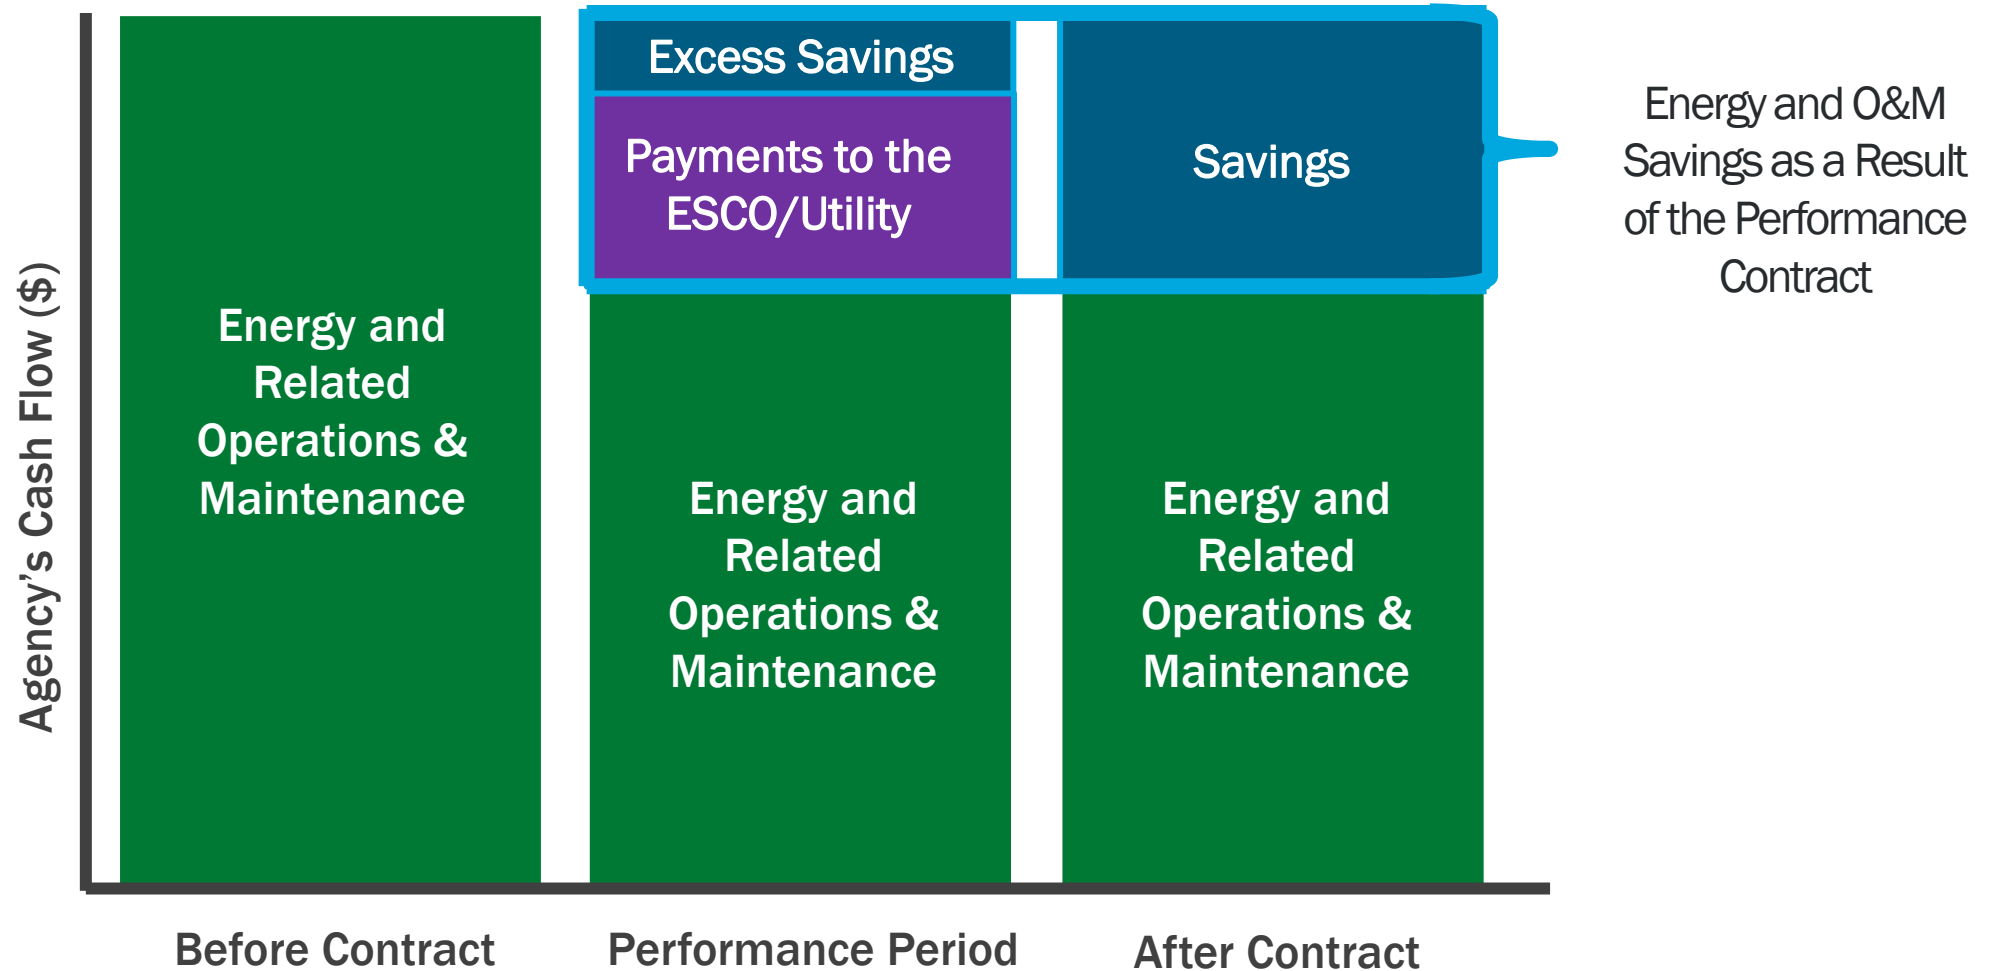 Agency’s Cash Flow ($)
Energy and
Related
Operations &
Maintenance
Excess Savings
Payments to the
ESCO/Utility
Energy and
Related
Operations &
Maintenance
Savings
Energy and
Related
Operations &
Maintenance
Energy and O&M
Savings as a Result
of the Performance
Contract
Before Contract
Performance Period
After Contract